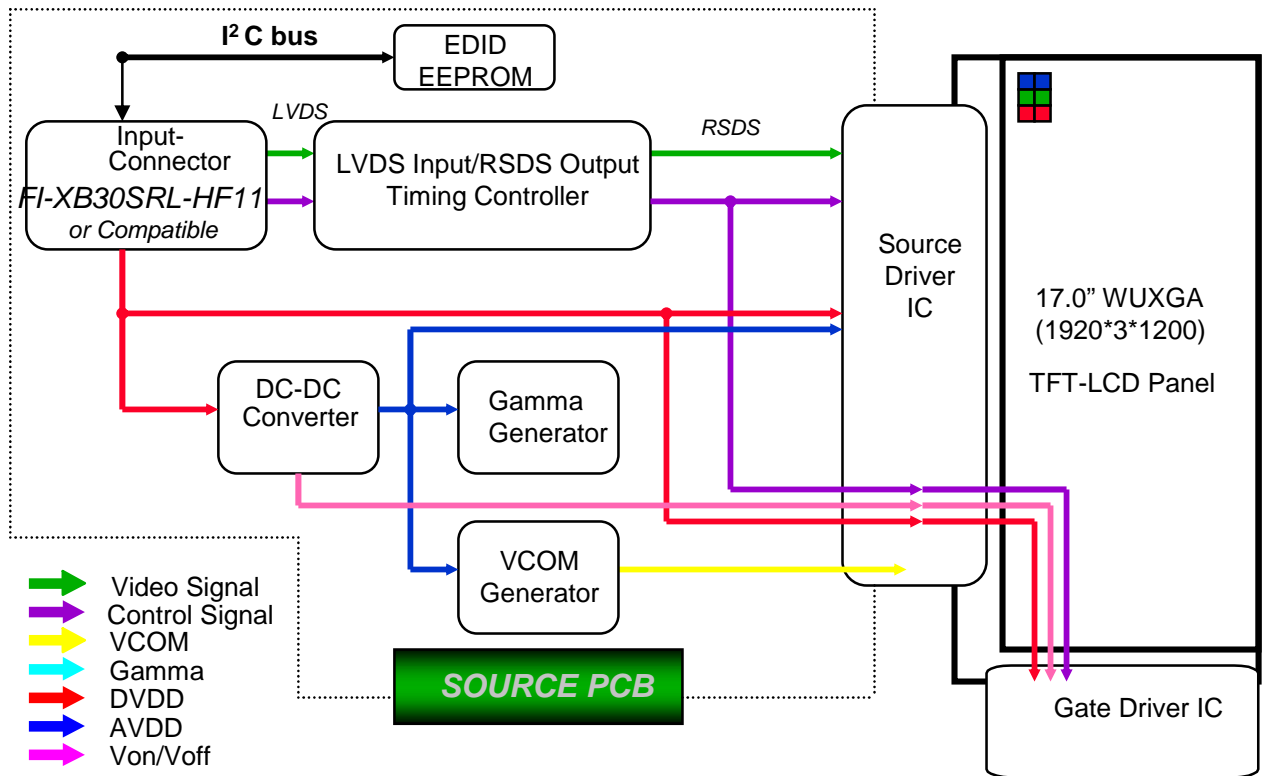 I² C bus
EDID
EEPROM
LVDS
RSDS
Input-
Connector
FI-XB30SRL-HF11
or Compatible
LVDS Input/RSDS Output
Timing Controller
Source
Driver
IC
17.0” WUXGA
(1920*3*1200)
TFT-LCD Panel
DC-DC
Converter
Gamma
Generator
VCOM
Generator
Video Signal
Control Signal
VCOM
Gamma
DVDD
AVDD
Von/Voff
SOURCE PCB
Gate Driver IC